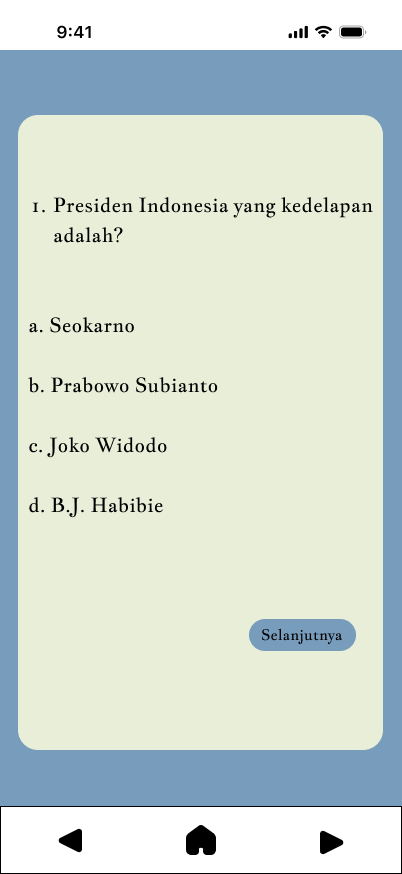 9:41
1. Presiden Indonesia yang kedelapan
adalah?
a. Seokarno
b. Prabowo Subianto
c. Joko Widodo
d. B.J. Habibie
Selanjutnya